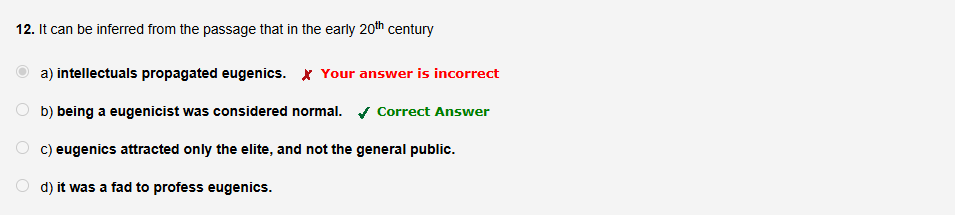 12. It can be inferred from the passage that in the early 20th century
a) intellectuals propagated eugenics. ✗ Your answer is incorrect
b) being a eugenicist was considered normal. ✓ Correct Answer
c) eugenics attracted only the elite, and not the general public.
d) it was a fad to profess eugenics.